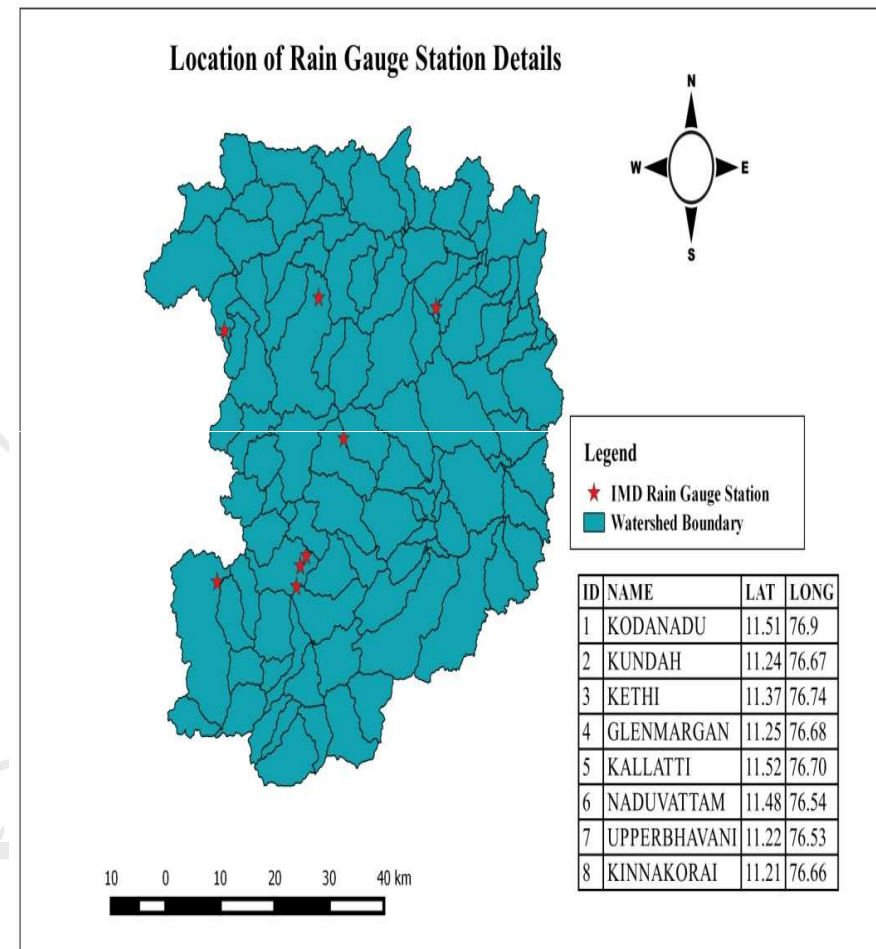 Location of Rain Gauge Station Details
N
W E
S
Legend
IMD Rain Gauge Station
Watershed Boundary
ID NAME LAT LONG
1 KODANADU 11.51 76.9
2 KUNDAH 11.24 76.67
3 KETHI 11.37 76.74
4 GLENMARGAN 11.25 76.68
5 KALLATTI 11.52 76.70
6 NADUVATTAM 11.48 76.54
7 UPPERBHAVANI 11.22 76.53
8 KINNAKORAI 11.21 76.66
10 0 10 20 30 40 km